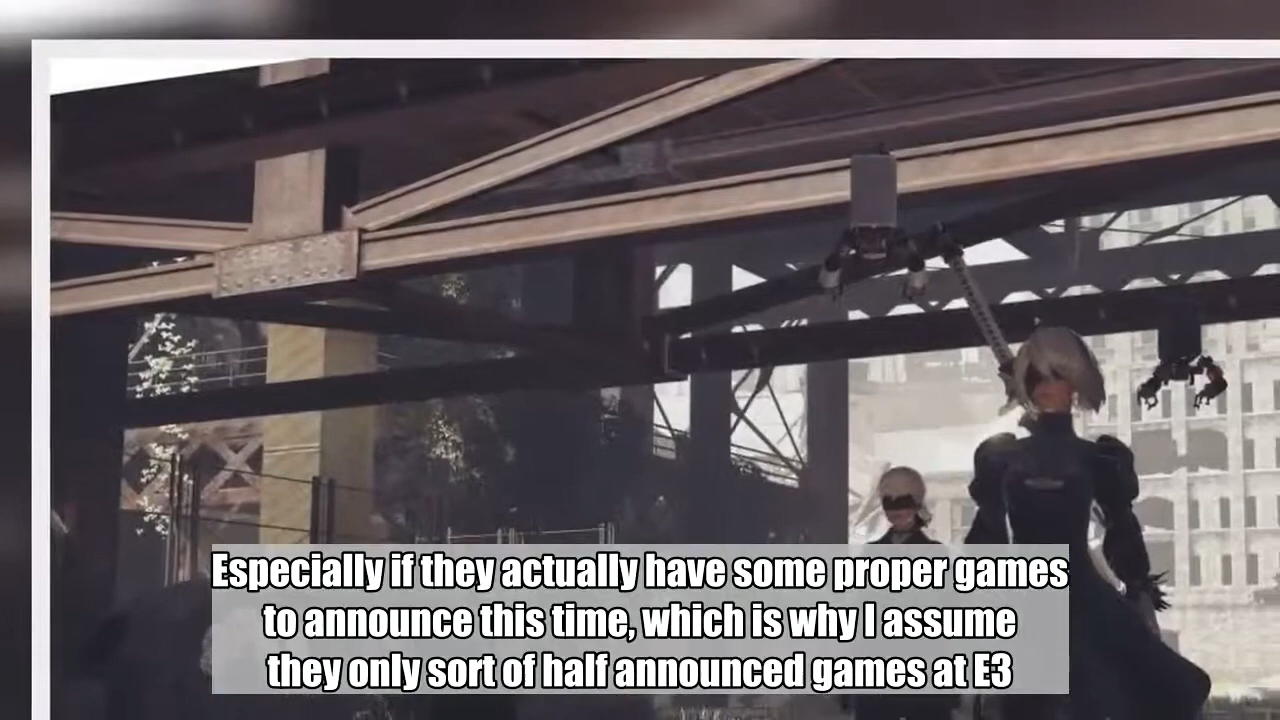 Especially if they actually have some proper games
to announce this time, which is why I assume
they only sort of half announced games at E3